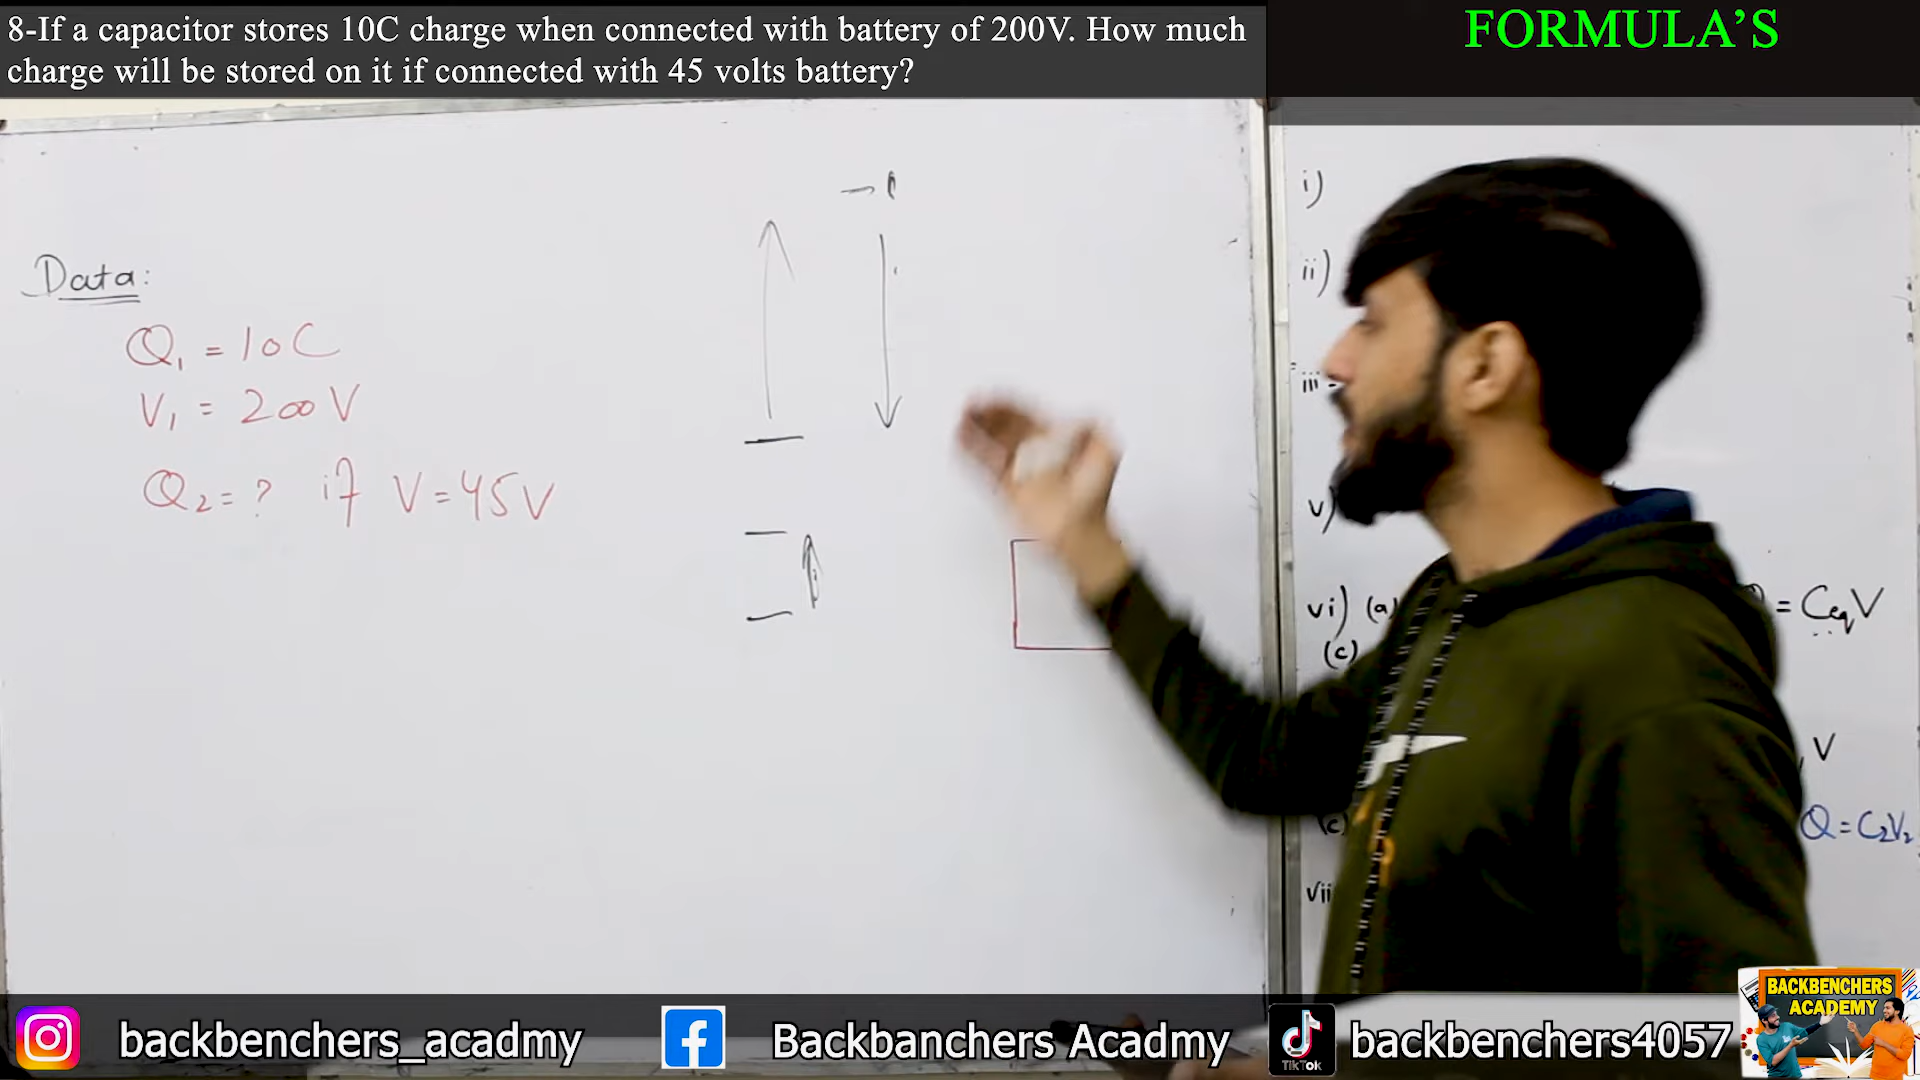 8-If a capacitor stores 10C charge when connected with battery of 200V. How much
charge will be stored on it if connected with 45 volts battery?
FORMULA’S
Data:
Q₁ = 10C
V₁ = 200V
Q₂ = ? if V = 45V
i)
ii)
iii
v)
vi) (a)
= CeqV
(c)
V
(c)
Q = C₂V₂
vii
backbenchers_acadmy
Backbanchers Acadmy
TikTok
backbenchers4057
BACKBENCHERS
ACADEMY